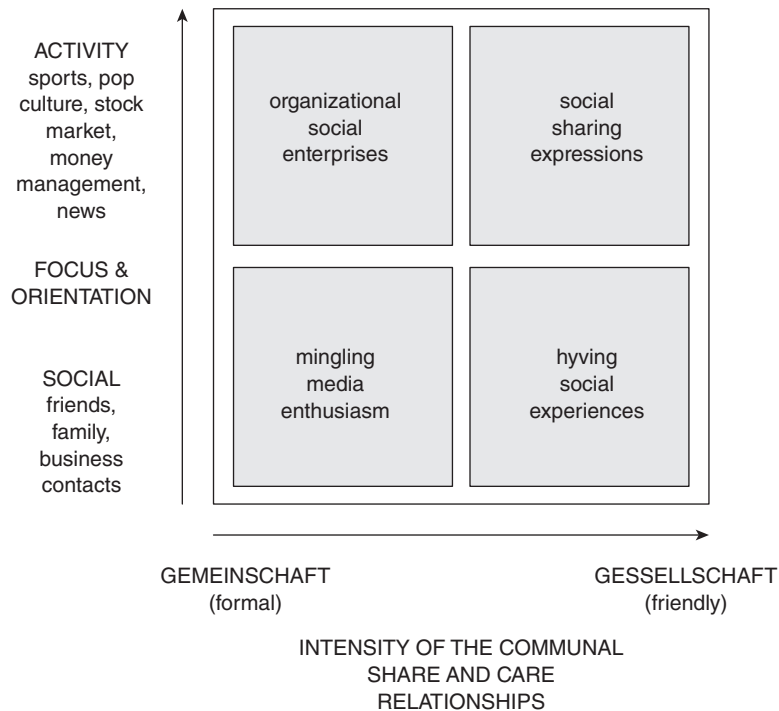 ACTIVITY
sports, pop
culture, stock
market,
money
management,
news
FOCUS &
ORIENTATION
SOCIAL
friends,
family,
business
contacts
organizational
social
enterprises
social
sharing
expressions
mingling
media
enthusiasm
hyving
social
experiences
GEMEINSCHAFT
(formal)
GESSELLSCHAFT
(friendly)
INTENSITY OF THE COMMUNAL
SHARE AND CARE
RELATIONSHIPS